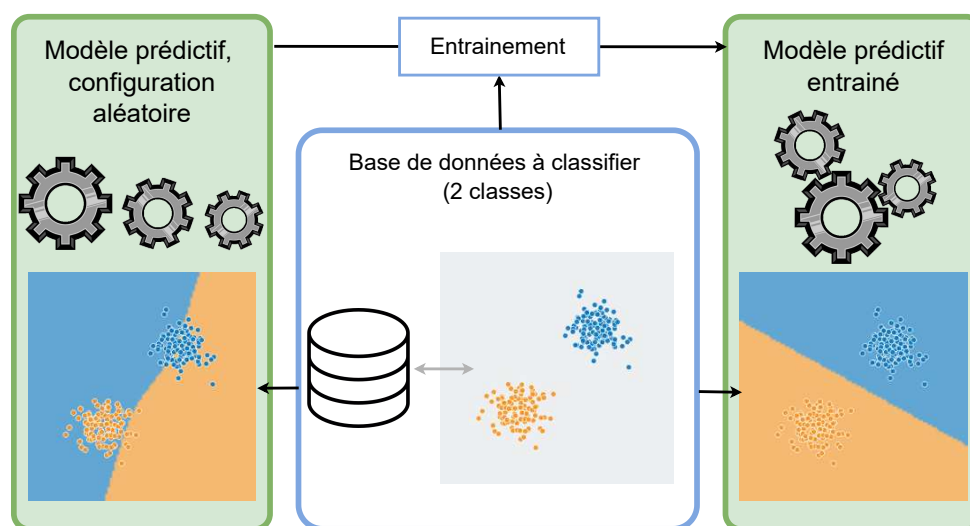 Modèle prédictif,
configuration
aléatoire
Entrainement
Modèle prédictif
entrainé
Base de données à classifier
(2 classes)